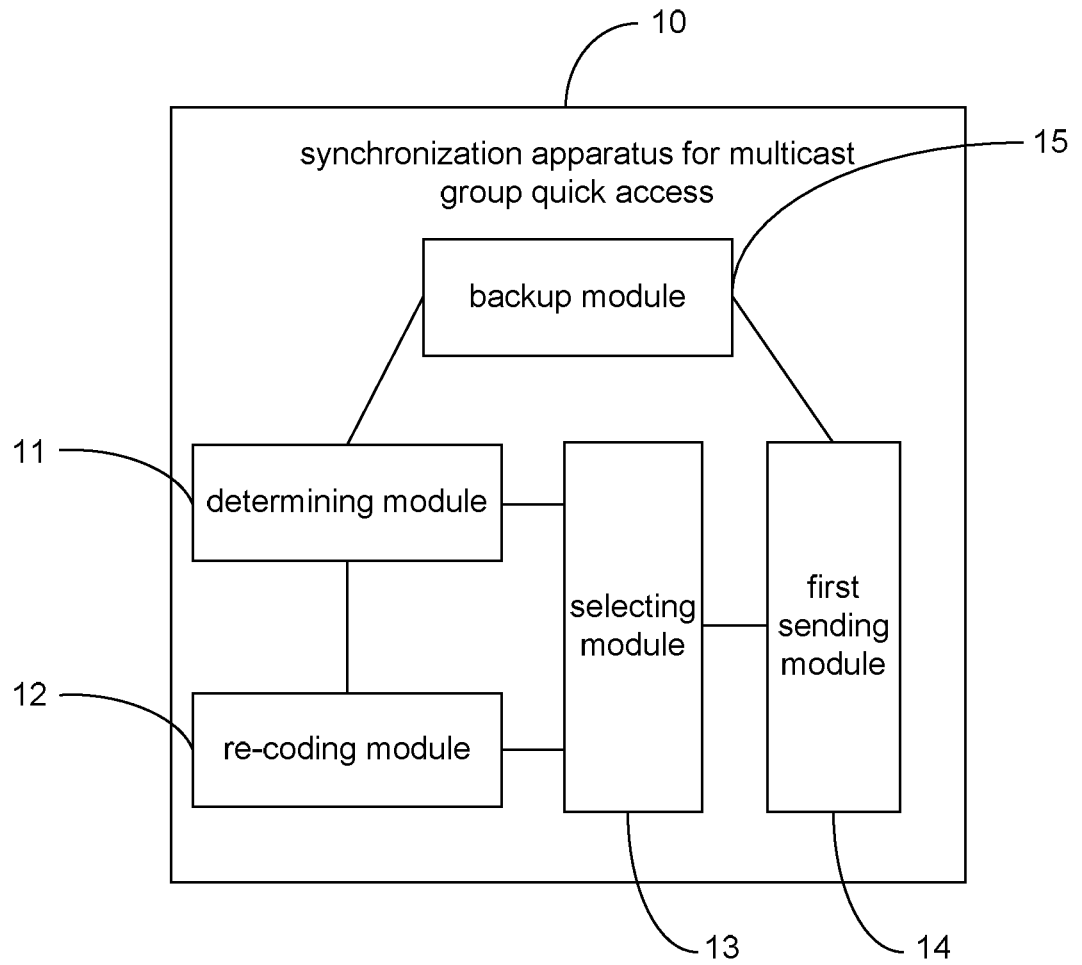 10
synchronization apparatus for multicast
group quick access
15
backup module
11
determining module
selecting
module
first
sending
module
12
re-coding module
13
14